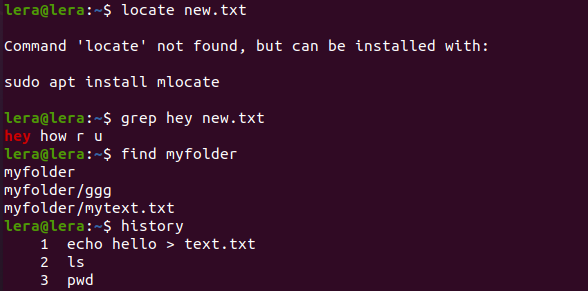 lera@lera:~$ locate new.txt
Command 'locate' not found, but can be installed with:
sudo apt install mlocate
lera@lera:~$ grep hey new.txt
hey how r u
lera@lera:~$ find myfolder
myfolder
myfolder/ggg
myfolder/mytext.txt
lera@lera:~$ history
1  echo hello > text.txt
2  ls
3  pwd